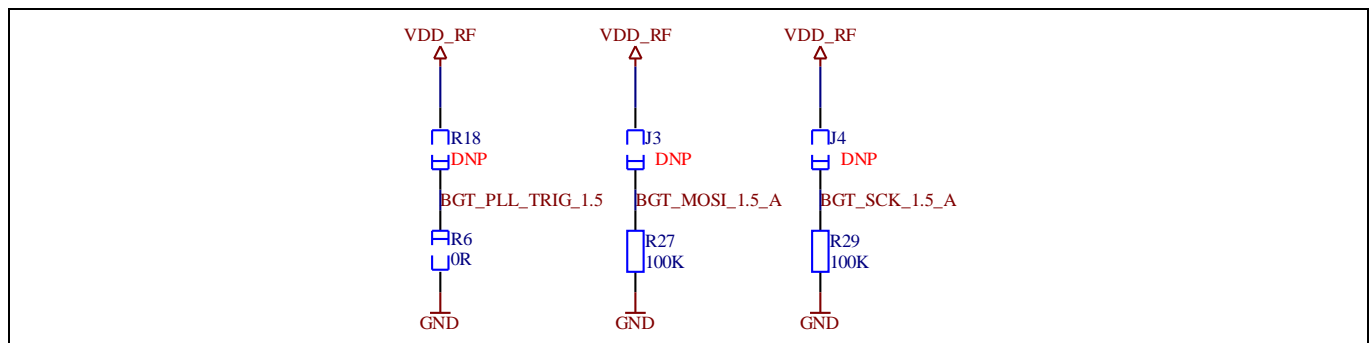 VDD_RF VDD_RF VDD_RF
R18 J3 J4
DNP DNP DNP
BGT_PLL_TRIG_1.5 BGT_MOSI_1.5_A BGT_SCK_1.5_A
R6 R27 R29
0R 100K 100K
GND GND GND